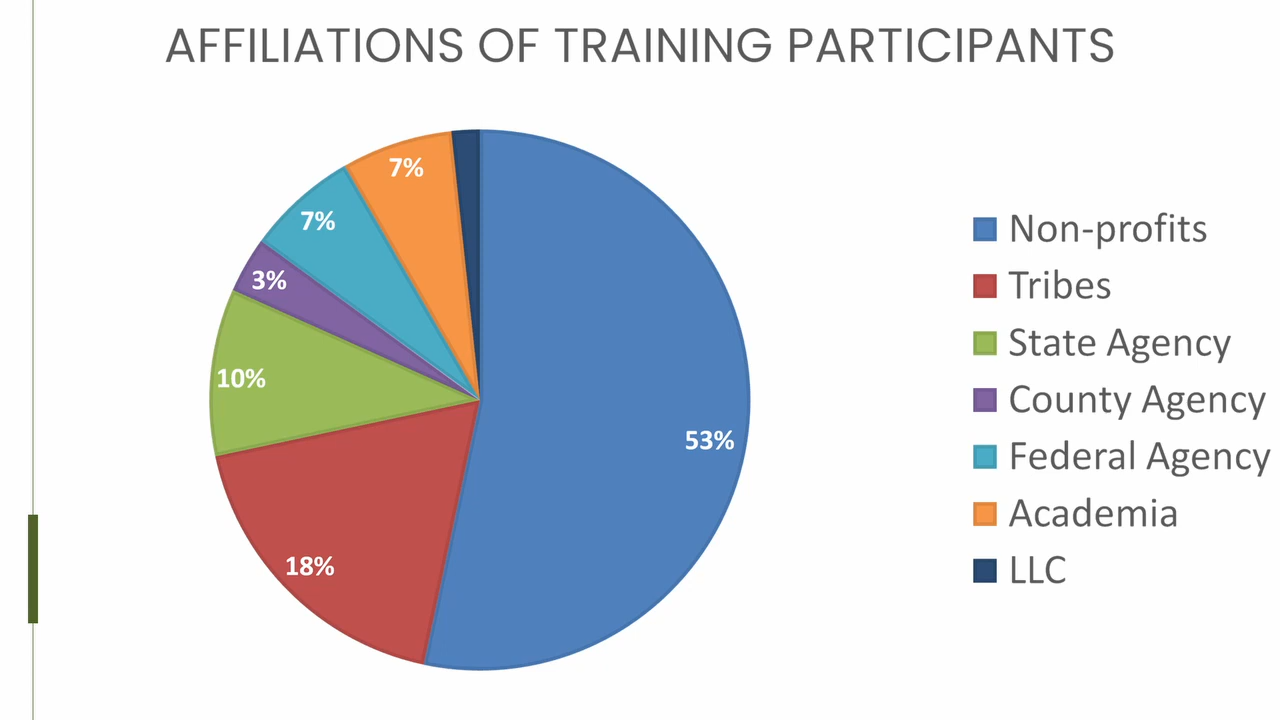 AFFILIATIONS OF TRAINING PARTICIPANTS
7%
7%
3%
10%
18%
53%
Non-profits
Tribes
State Agency
County Agency
Federal Agency
Academia
LLC